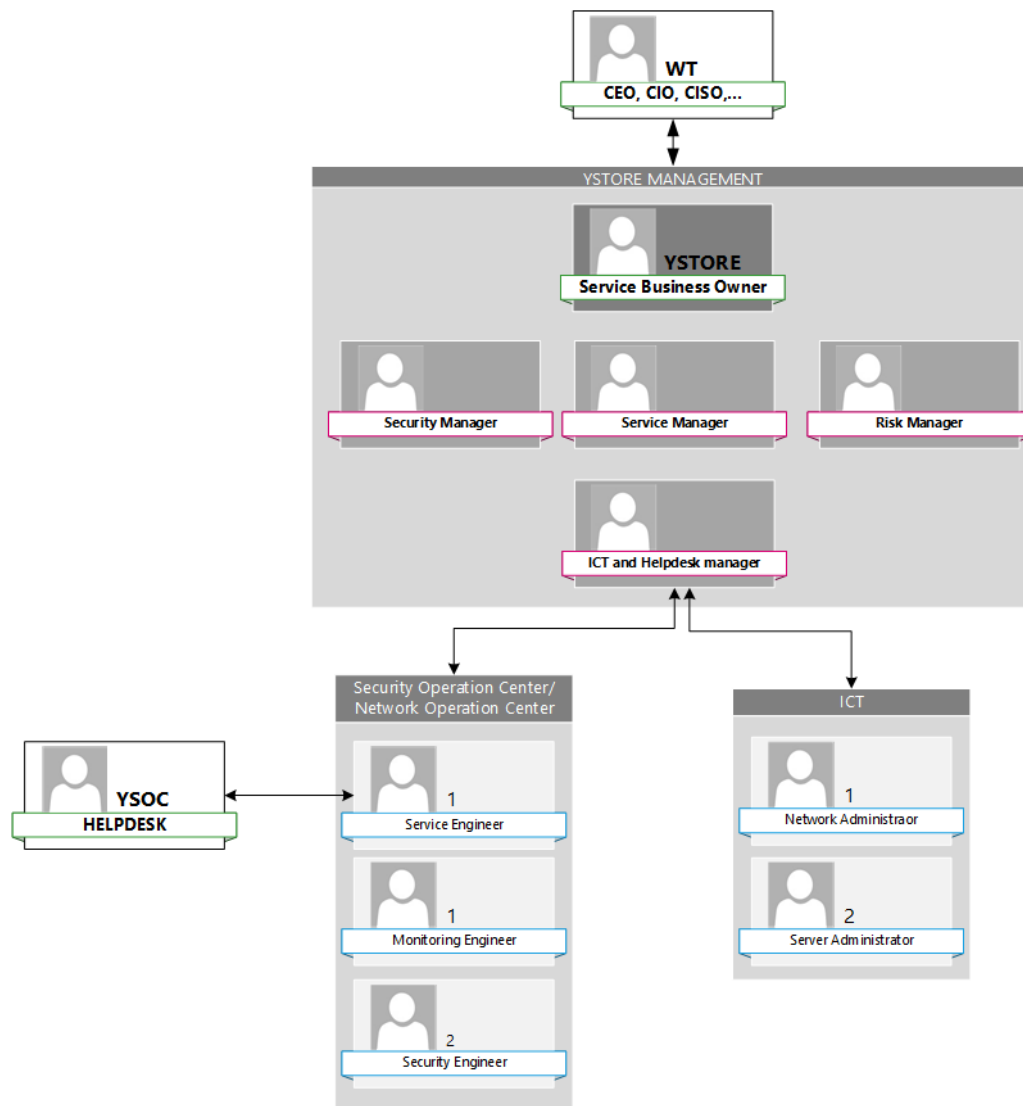 WT
CEO, CIO, CISO,...
YSTORE MANAGEMENT
YSTORE
Service Business Owner
Security Manager
Service Manager
Risk Manager
ICT and Helpdesk manager
Security Operation Center/
Network Operation Center
ICT
YSOC
HELPDESK
1
Service Engineer
1
Network Administraor
1
Monitoring Engineer
2
Server Administrator
2
Security Engineer